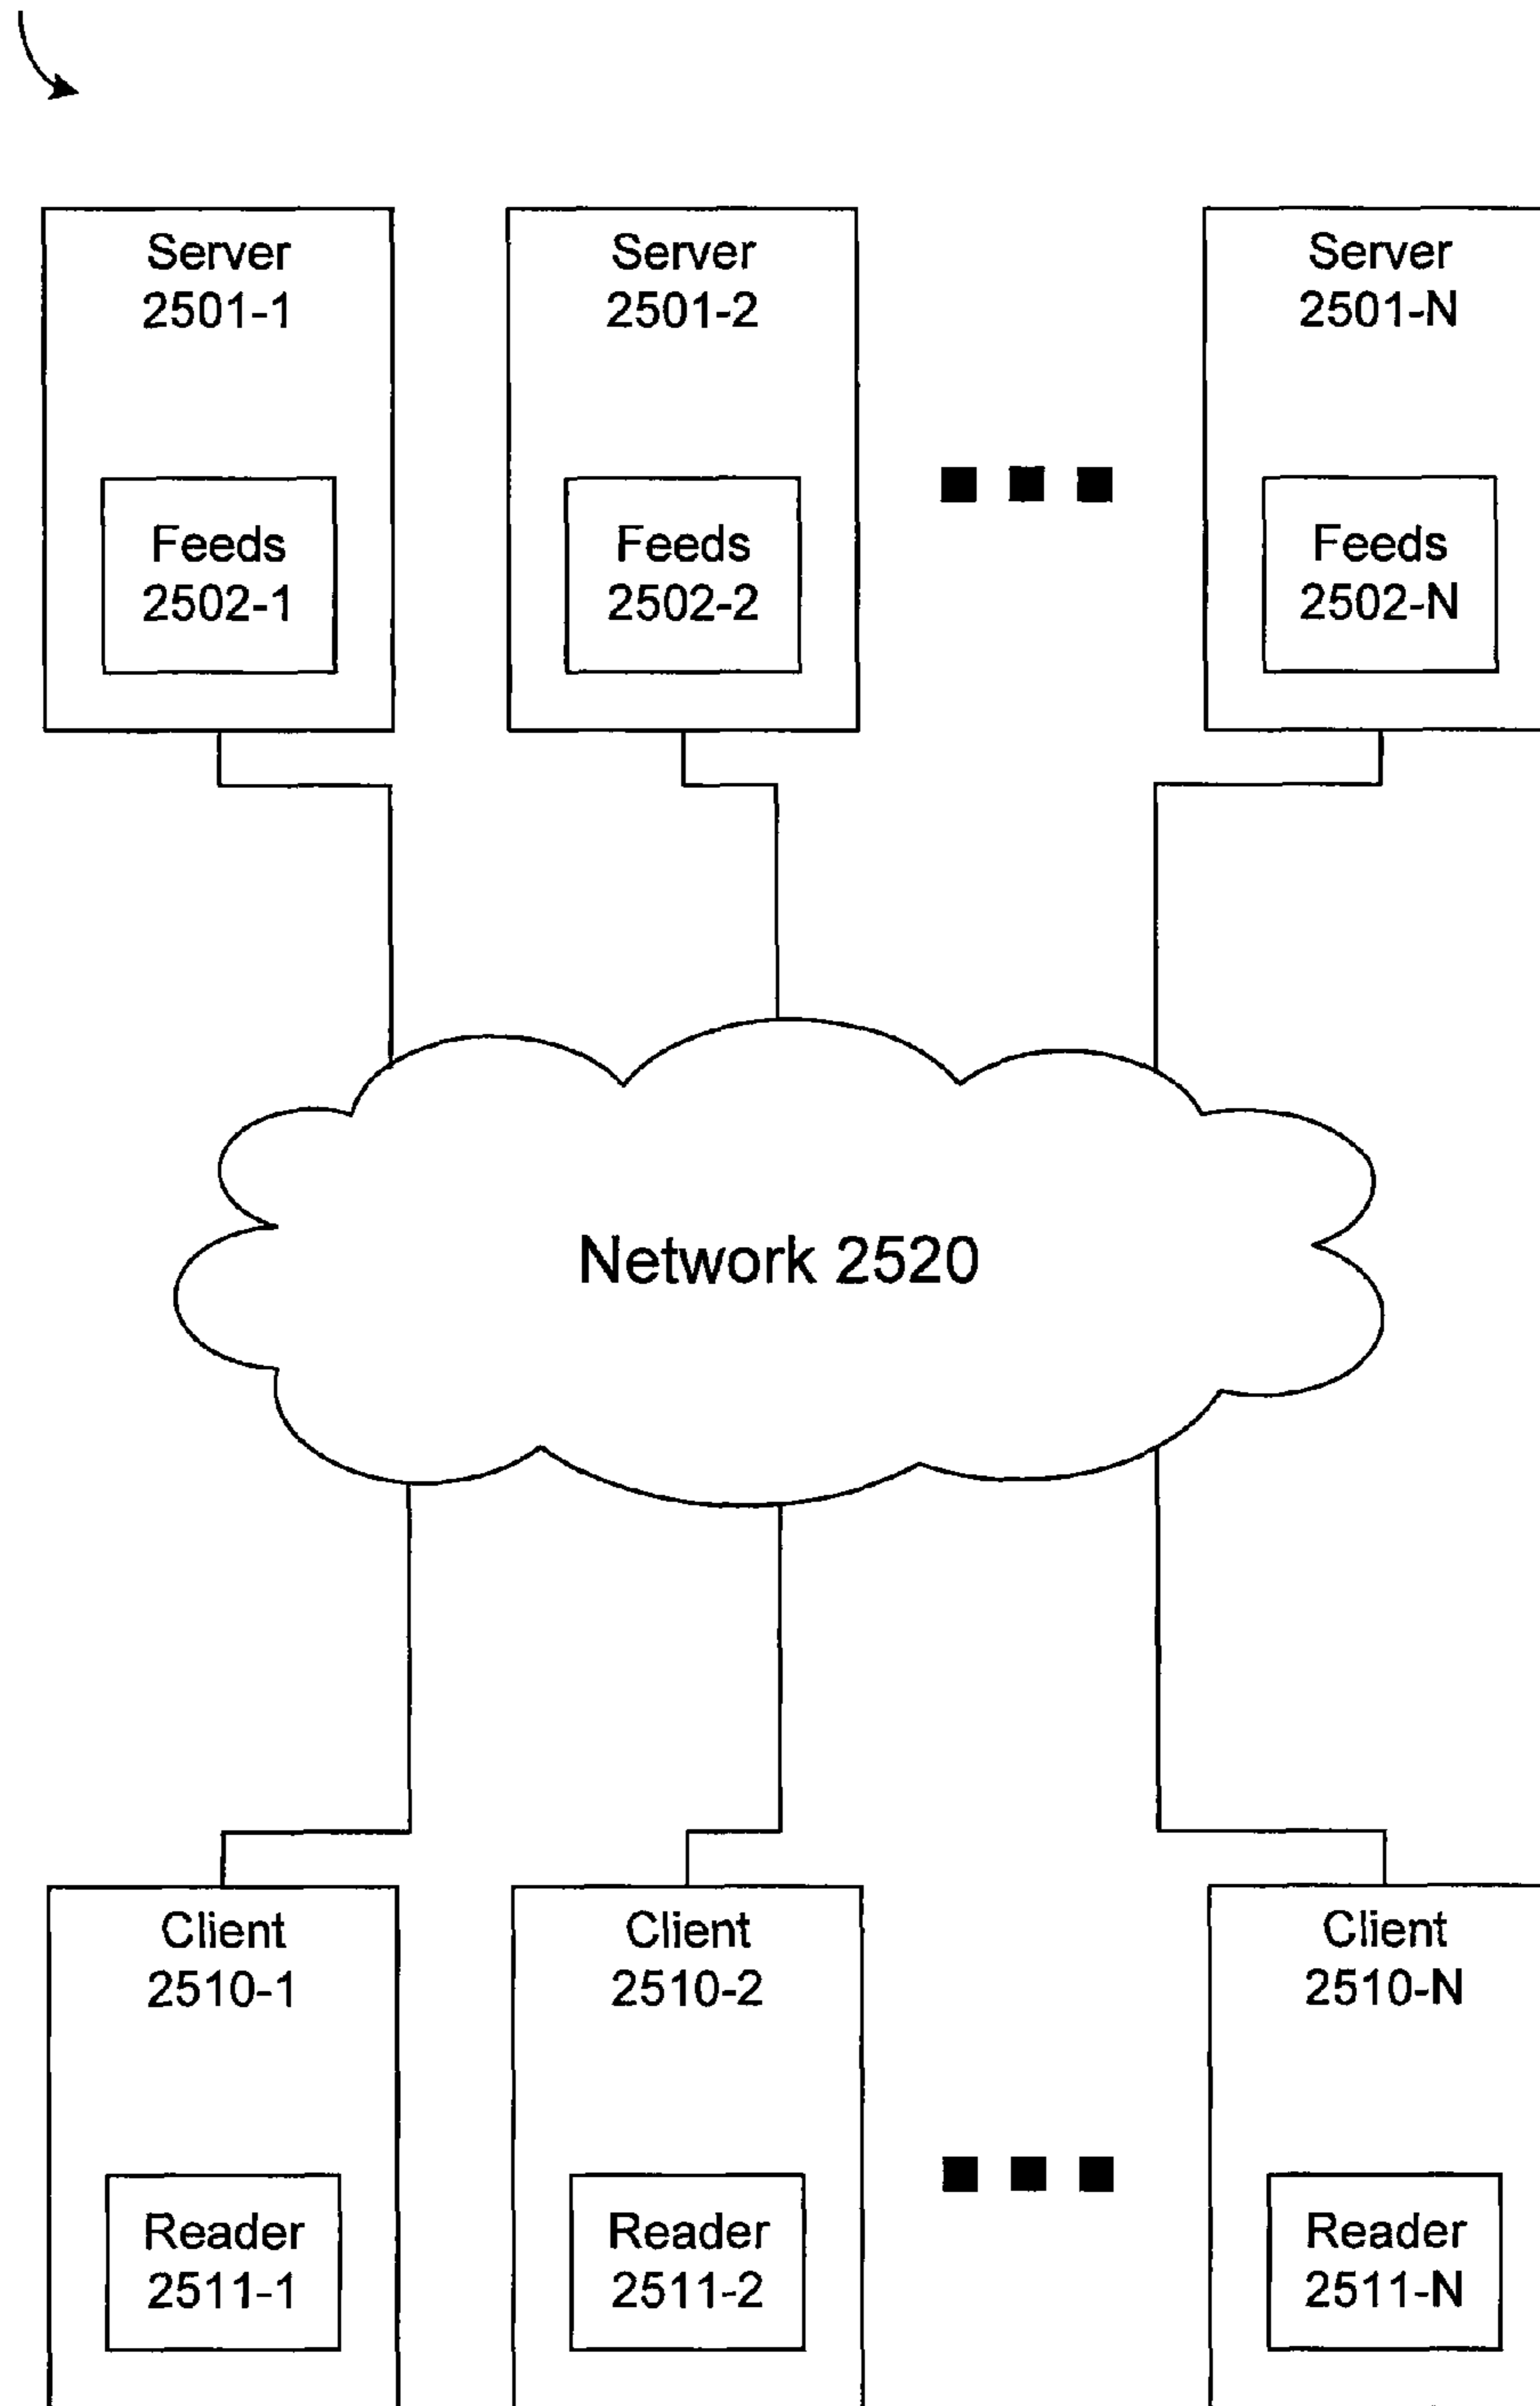 Server
2501-1
Server
2501-2
Server
2501-N
Feeds
2502-1
Feeds
2502-2
Feeds
2502-N
Network 2520
Client
2510-1
Client
2510-2
Client
2510-N
Reader
2511-1
Reader
2511-2
Reader
2511-N